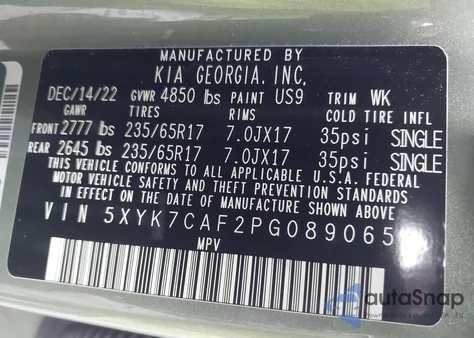 MANUFACTURED BY
KIA GEORGIA. INC.
DEC/14/22 GVWR 4850 lbs PAINT US9 TRIM WK
GAWR TIRES RIMS COLD TIRE INFL
FRONT 2777 lbs 235/65R17 7.0JX17 35psi SINGLE
REAR 2645 lbs 235/65R17 7.0JX17 35psi SINGLE
THIS VEHICLE CONFORMS TO ALL APPLICABLE U.S.A. FEDERAL
MOTOR VEHICLE SAFETY AND THEFT PREVENTION STANDARDS
IN EFFECT ON THE DATE OF MANUFACTURE SHOWN ABOVE.
VIN 5XYK7CAF2PG089065
MPV
autaSnap